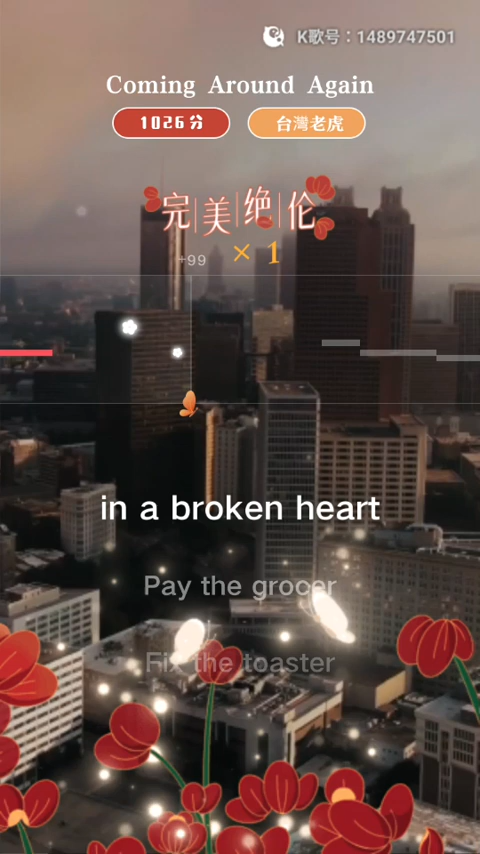 K歌号：1489747501
Coming Around Again
1026分
台灣老虎
完美绝伦
+99
× 1
in a broken heart
Pay the grocer
Fix the toaster